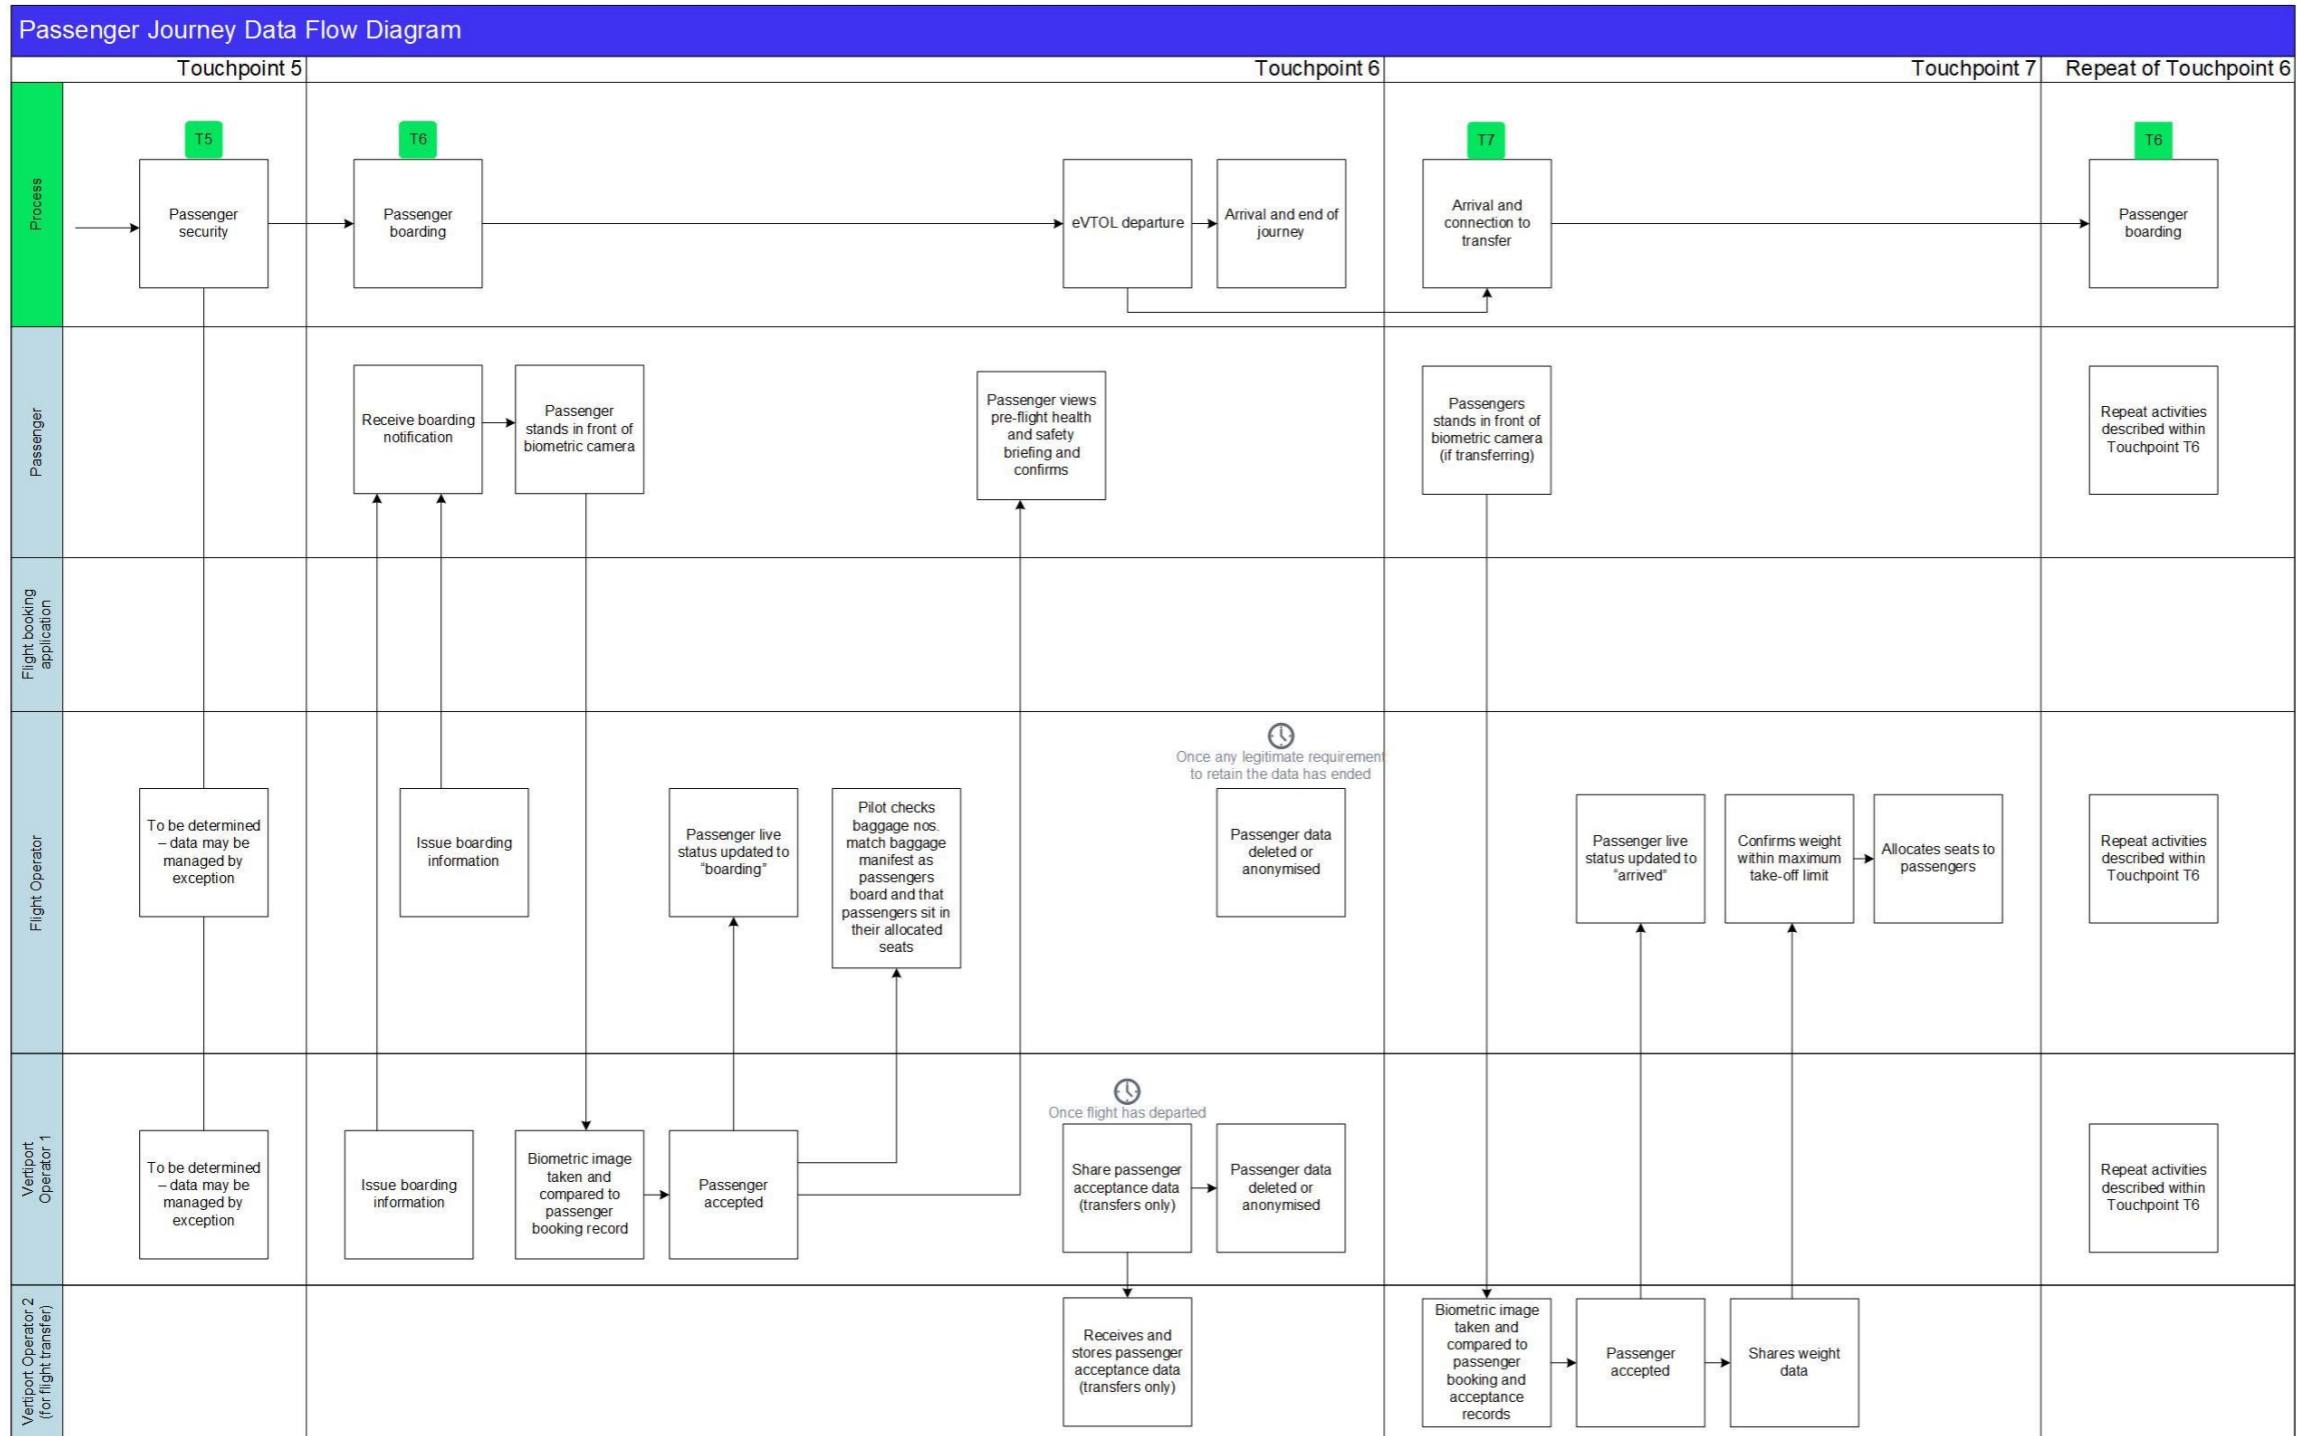 Passenger Journey Data Flow Diagram
Touchpoint 5
Touchpoint 6
Touchpoint 7
Repeat of Touchpoint 6
Process
T5
Passenger
security
T6
Passenger
boarding
eVTOL departure
Arrival and end of
journey
T7
Arrival and
connection to
transfer
T6
Passenger
boarding
Passenger
Receive boarding
notification
Passenger
stands in front of
biometric camera
Passenger views
pre-flight health
and safety
briefing and
confirms
Passengers
stands in front of
biometric camera
(if transferring)
Repeat activities
described within
Touchpoint T6
Flight booking
application
Flight Operator
To be determined
– data may be
managed by
exception
Issue boarding
information
Passenger live
status updated to
“boarding”
Pilot checks
baggage nos.
match baggage
manifest as
passengers
board and that
passengers sit in
their allocated
seats
Once any legitimate requirement
to retain the data has ended
Passenger data
deleted or
anonymised
Passenger live
status updated to
“arrived”
Confirms weight
within maximum
take-off limit
Allocates seats to
passengers
Repeat activities
described within
Touchpoint T6
Vertiport
Operator 1
To be determined
– data may be
managed by
exception
Issue boarding
information
Biometric image
taken and
compared to
passenger
booking record
Passenger
accepted
Once flight has departed
Share passenger
acceptance data
(transfers only)
Passenger data
deleted or
anonymised
Repeat activities
described within
Touchpoint T6
Vertiport Operator 2
(for flight transfer)
Receives and
stores passenger
acceptance data
(transfers only)
Biometric image
taken and
compared to
passenger
booking and
acceptance
records
Passenger
accepted
Shares weight
data